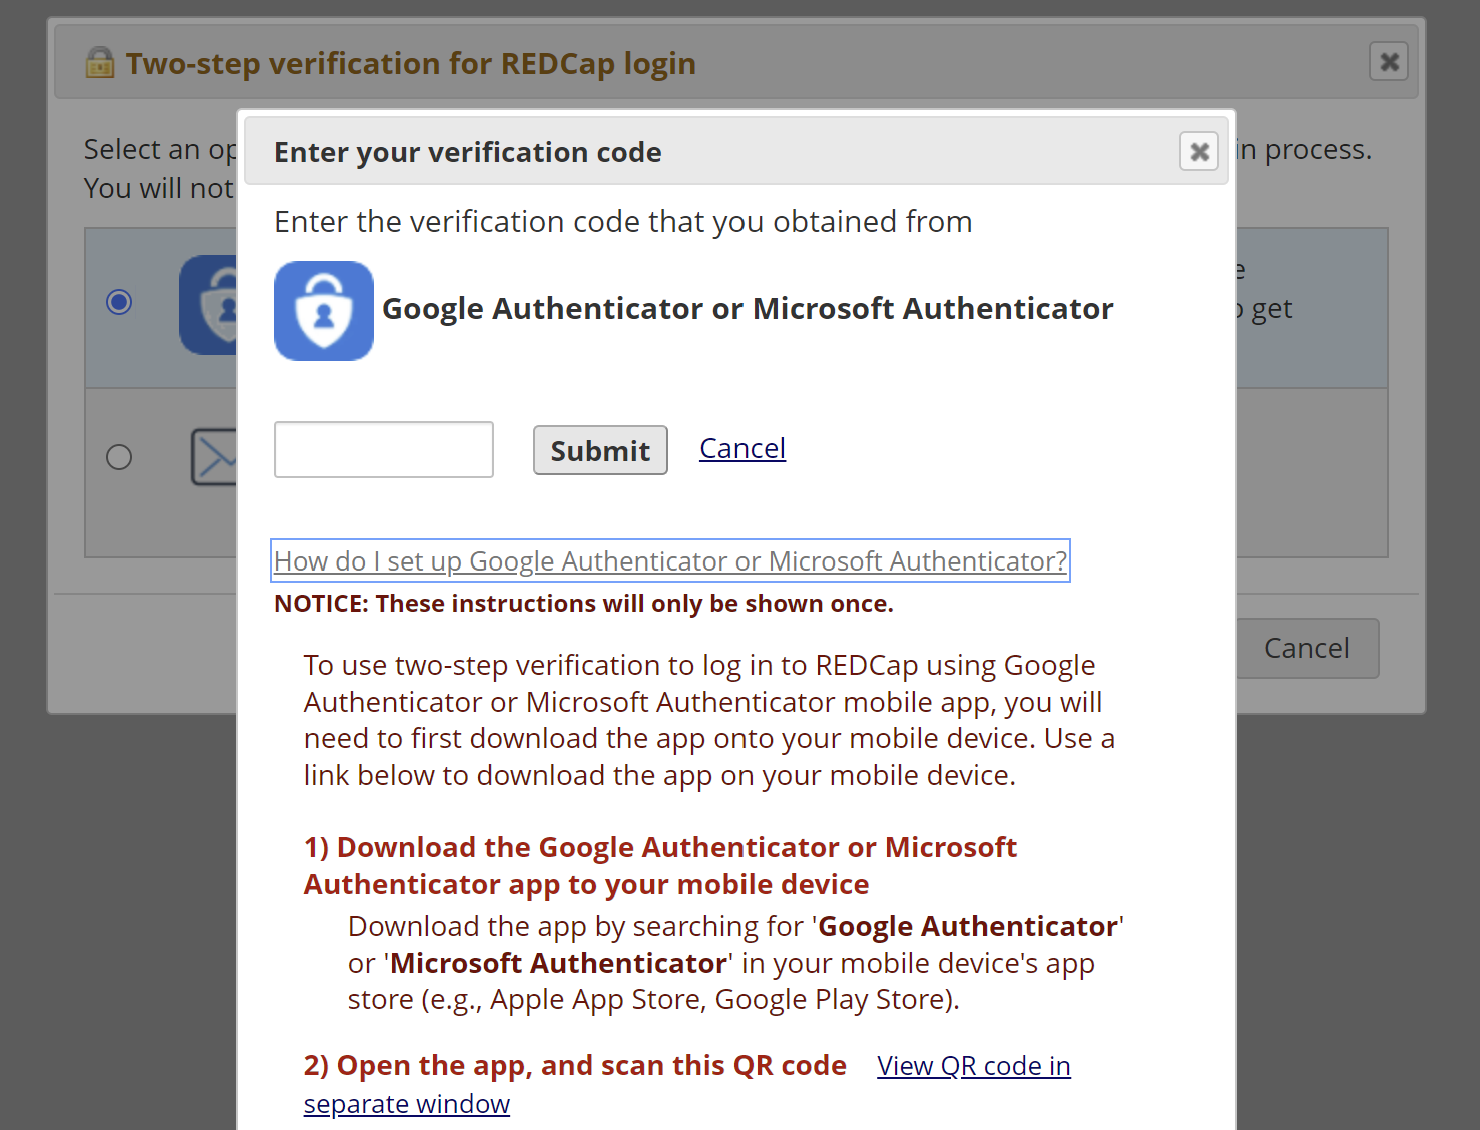 Two-step verification for REDCap login
Select an op
in process.
You will not
Enter your verification code
Enter the verification code that you obtained from
Google Authenticator or Microsoft Authenticator
get
Submit
Cancel
How do I set up Google Authenticator or Microsoft Authenticator?
NOTICE: These instructions will only be shown once.
Cancel
To use two-step verification to log in to REDCap using Google
Authenticator or Microsoft Authenticator mobile app, you will
need to first download the app onto your mobile device. Use a
link below to download the app on your mobile device.
1) Download the Google Authenticator or Microsoft
Authenticator app to your mobile device
Download the app by searching for 'Google Authenticator'
or 'Microsoft Authenticator' in your mobile device's app
store (e.g., Apple App Store, Google Play Store).
2) Open the app, and scan this QR code View QR code in
separate window